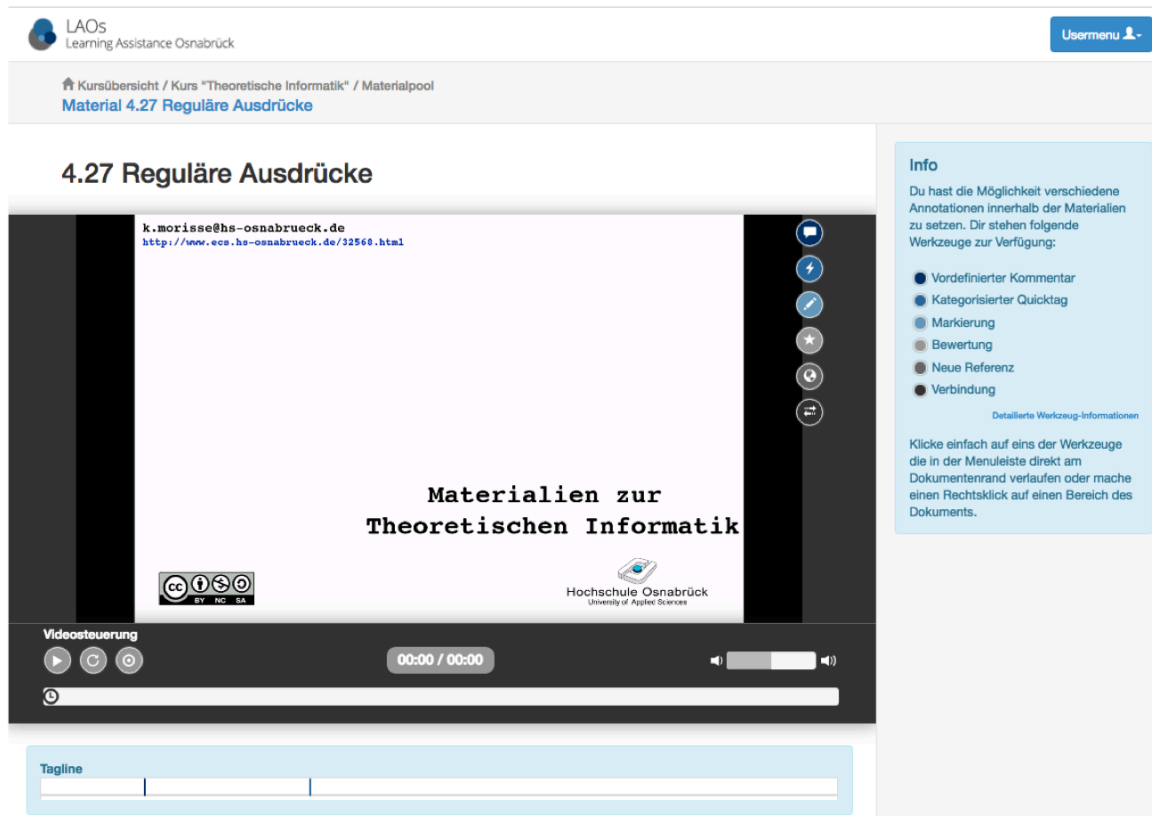 LAOs
Learning Assistance Osnabrück
Usermenu
Kursübersicht / Kurs "Theoretische Informatik" / Materialpool
Material 4.27 Reguläre Ausdrücke
4.27 Reguläre Ausdrücke
k.morisse@hs-osnabrueck.de
http://www.ecs.hs-osnabrueck.de/32560.html
Materialien zur
Theoretischen Informatik
cc
BY NC SA
Hochschule Osnabrück
University of Applied Sciences
Videosteuerung
00:00 / 00:00
Tagline
Info
Du hast die Möglichkeit verschiedene
Annotationen innerhalb der Materialien
zu setzen. Dir stehen folgende
Werkzeuge zur Verfügung:
Vordefinierter Kommentar
Kategorisierter Quicktag
Markierung
Bewertung
Neue Referenz
Verbindung
Detailierte Werkzeug-Informationen
Klicke einfach auf eins der Werkzeuge
die in der Menuleiste direkt am
Dokumentenrand verlaufen oder mache
einen Rechtsklick auf einen Bereich des
Dokuments.